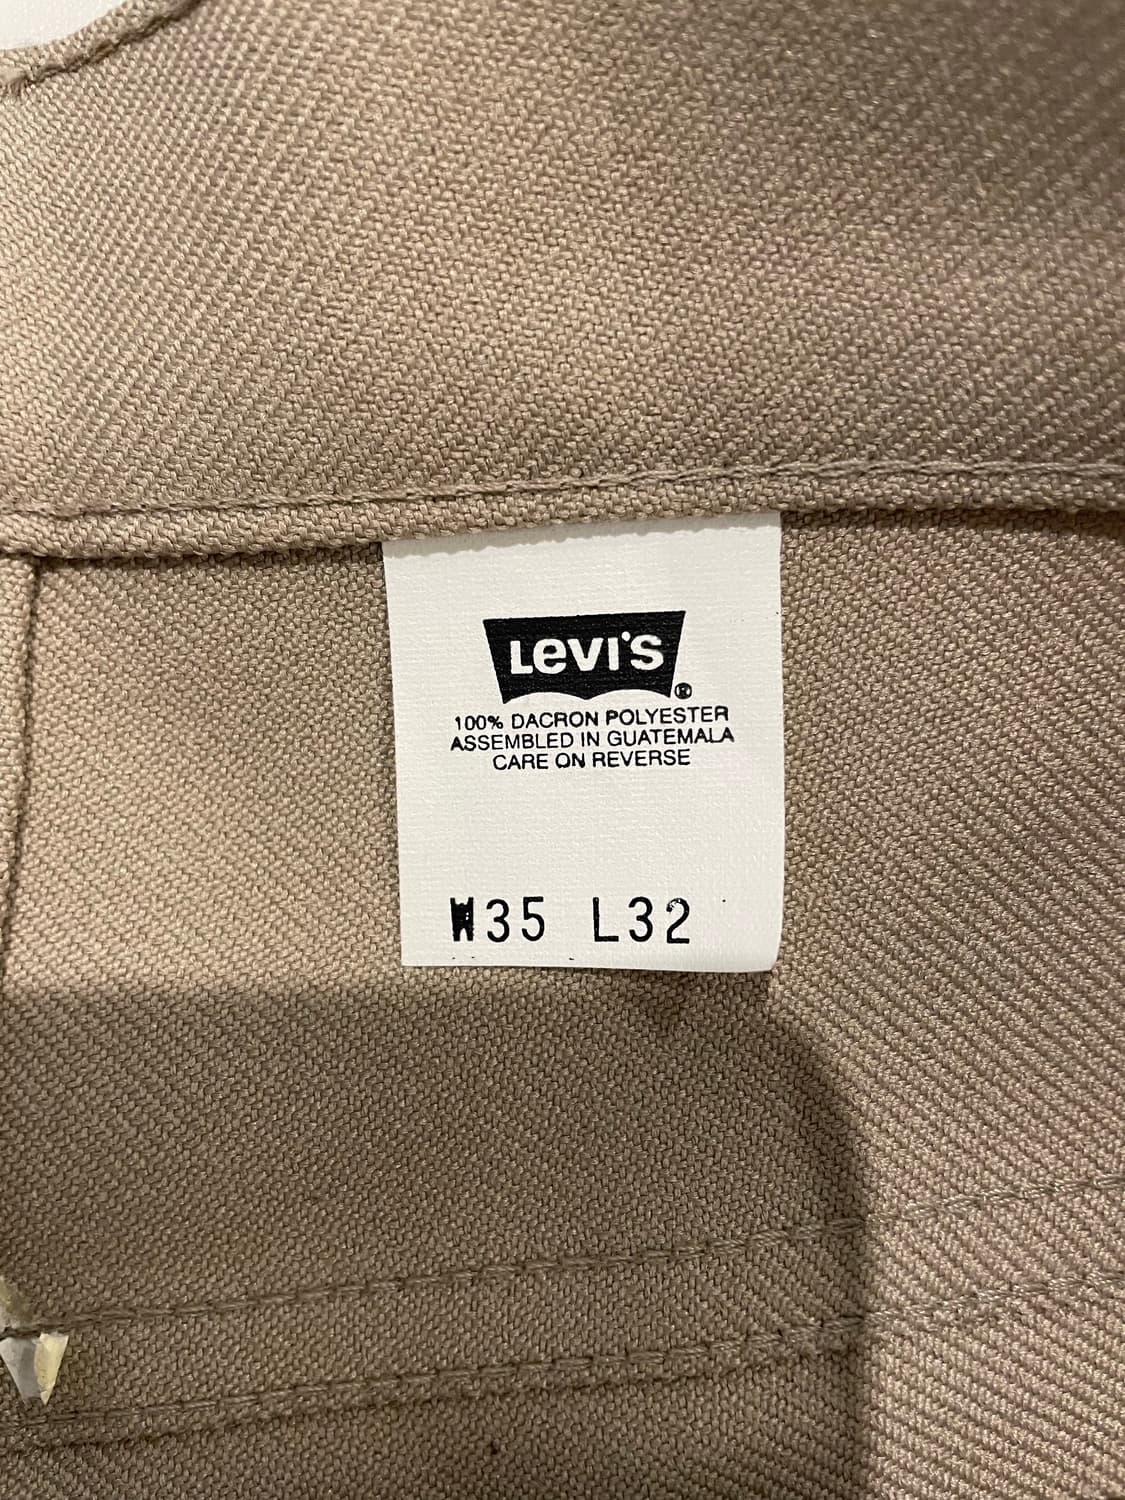 Levi's ®
100% DACRON POLYESTER
ASSEMBLED IN GUATEMALA
CARE ON REVERSE
W35 L32